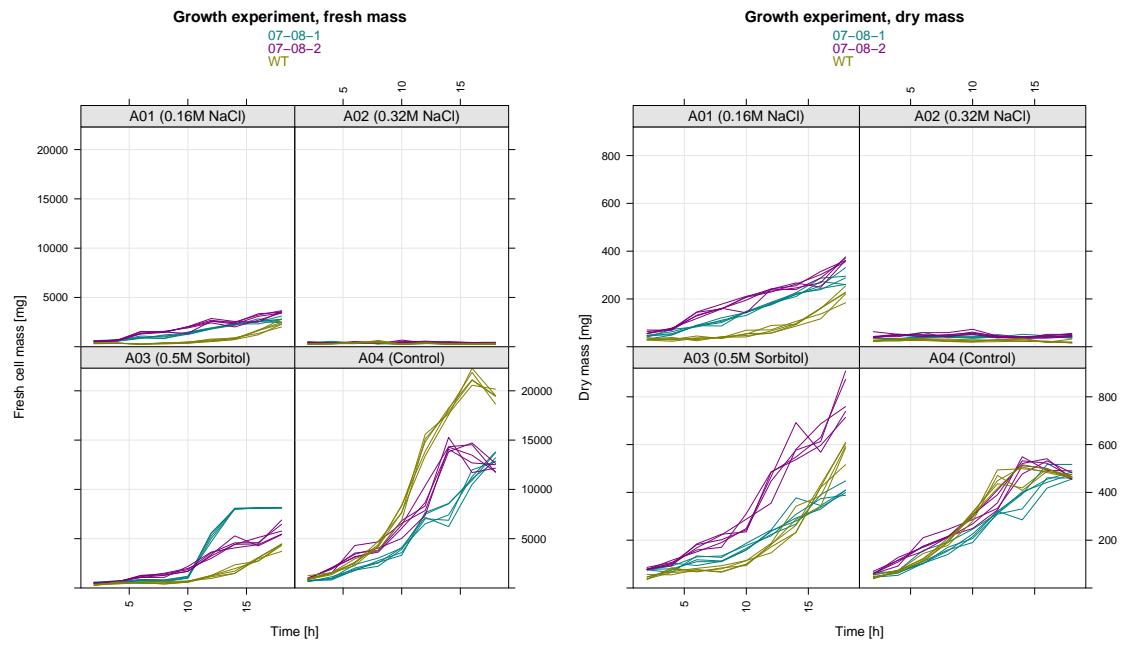 Growth experiment, fresh mass
07−08−1
07−08−2
WT
5
10
15
A01 (0.16M NaCl)
A02 (0.32M NaCl)
20000
15000
10000
5000
A03 (0.5M Sorbitol)
A04 (Control)
20000
15000
10000
5000
5
10
15
Fresh cell mass [mg]
Time [h]
Growth experiment, dry mass
07−08−1
07−08−2
WT
5
10
15
A01 (0.16M NaCl)
A02 (0.32M NaCl)
800
600
400
200
A03 (0.5M Sorbitol)
A04 (Control)
800
600
400
200
5
10
15
Dry mass [mg]
Time [h]